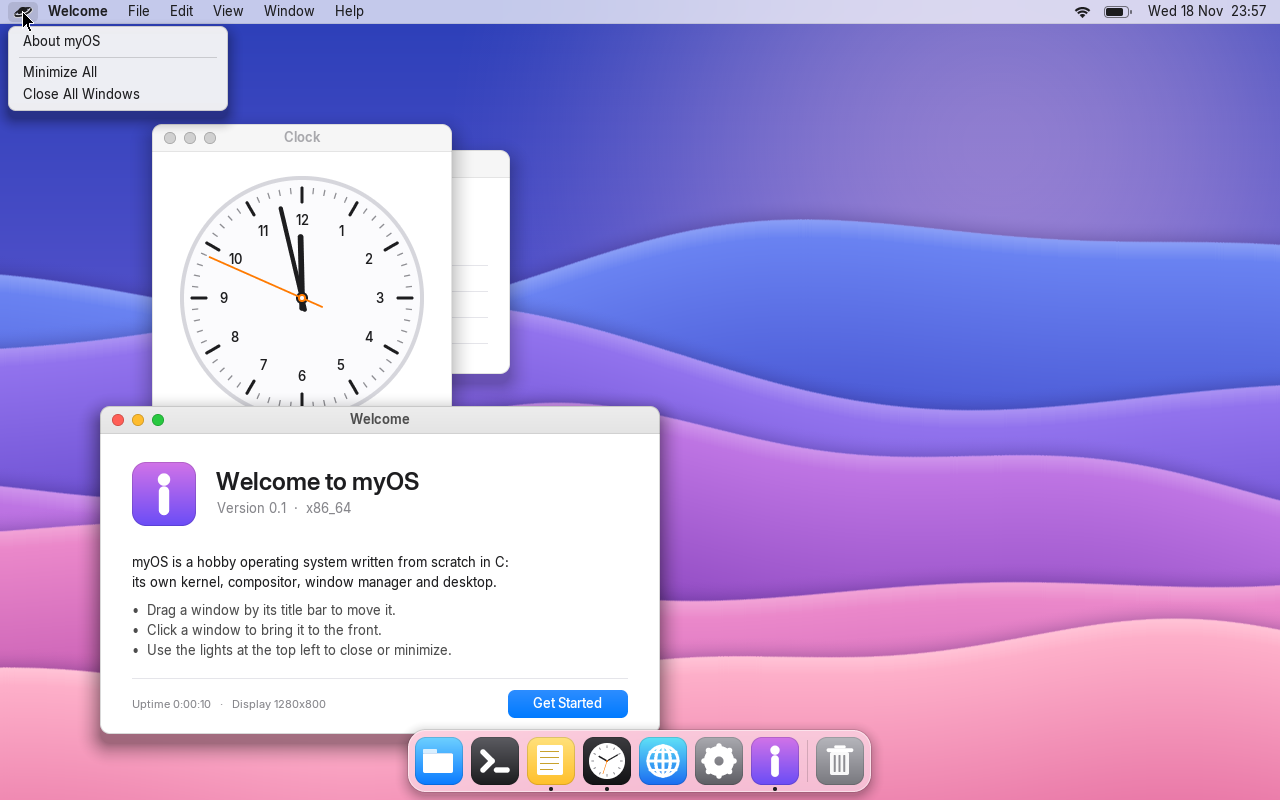 Welcome File Edit View Window Help Wed 18 Nov 23:57
About myOS
Minimize All
Close All Windows
Clock
12
11 1
10 2
9 3
8 4
7 5
6
Welcome
Welcome to myOS
Version 0.1 · x86_64
myOS is a hobby operating system written from scratch in C:
its own kernel, compositor, window manager and desktop.
• Drag a window by its title bar to move it.
• Click a window to bring it to the front.
• Use the lights at the top left to close or minimize.
Uptime 0:00:10 · Display 1280x800
Get Started